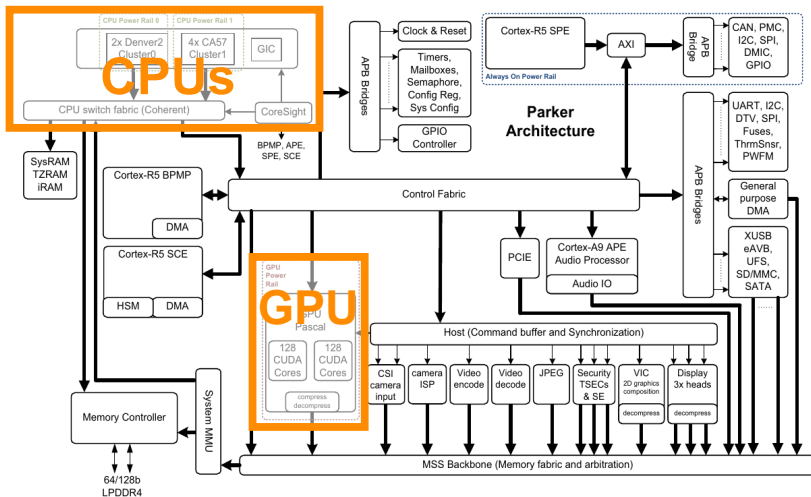 CPU Power Rail 0
CPU Power Rail 1
2x Denver2
Cluster0
4x CA57
Cluster1
GIC
CPUs
CPU switch fabric (Coherent)
CoreSight
BPMP, APE,
SPE, SCE
SysRAM
TZRAM
iRAM
APB Bridges
Clock & Reset
Timers,
Mailboxes,
Semaphore,
Config Reg,
Sys Config
GPIO
Controller
Cortex-R5 SPE
AXI
APB
Bridge
CAN, PMC,
I2C, SPI,
DMIC,
GPIO
Always On Power Rail
Parker
Architecture
APB Bridges
UART, I2C,
DTV, SPI,
Fuses,
ThrmSnsr,
PWFM
General
purpose
DMA
XUSB
eAVB,
UFS,
SD/MMC,
SATA
Cortex-R5 BPMP
DMA
Control Fabric
Cortex-R5 SCE
HSM
DMA
PCIE
Cortex-A9 APE
Audio Processor
Audio IO
GPU
Power
Rail
GPU
GPU
Pascal
128
CUDA
Cores
128
CUDA
Cores
compress
decompress
Host (Command buffer and Synchronization)
CSI
camera
input
camera
ISP
Video
encode
Video
decode
JPEG
Security
TSECs
& SE
VIC
2D graphics
composition
decompress
Display
3x heads
decompress
Memory Controller
System MMU
64/128b
LPDDR4
MSS Backbone (Memory fabric and arbitration)